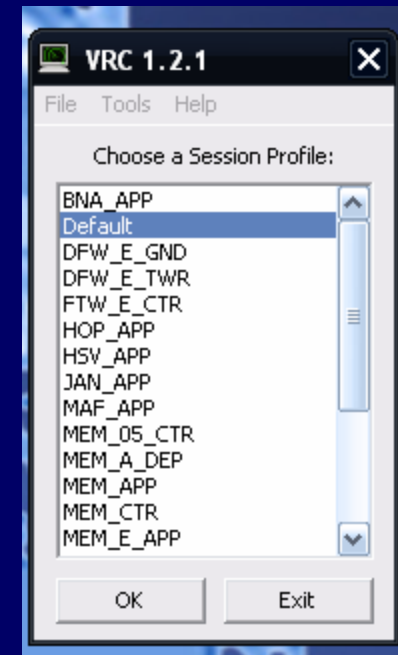 VRC 1.2.1
File Tools Help
Choose a Session Profile:
BNA_APP
Default
DFW_E_GND
DFW_E_TWR
FTW_E_CTR
HOP_APP
HSV_APP
JAN_APP
MAF_APP
MEM_05_CTR
MEM_A_DEP
MEM_APP
MEM_CTR
MEM_E_APP
OK Exit